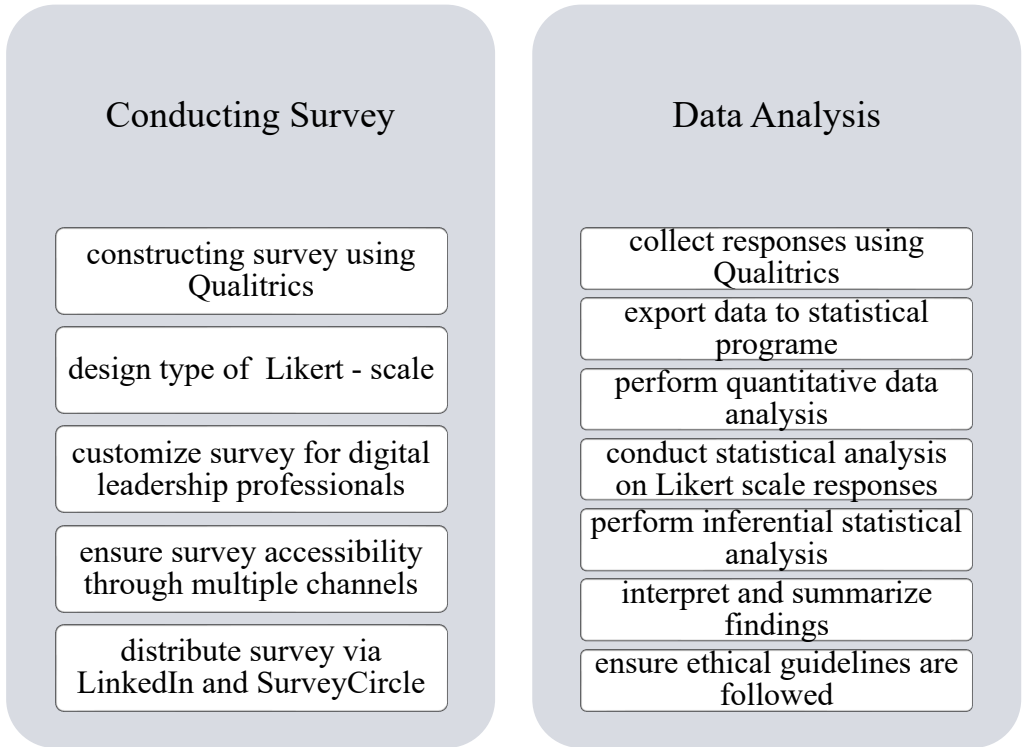 Conducting Survey
constructing survey using
Qualitrics
design type of  Likert - scale
customize survey for digital
leadership professionals
ensure survey accessibility
through multiple channels
distribute survey via
LinkedIn and SurveyCircle
Data Analysis
collect responses using
Qualitrics
export data to statistical
programe
perform quantitative data
analysis
conduct statistical analysis
on Likert scale responses
perform inferential statistical
analysis
interpret and summarize
findings
ensure ethical guidelines are
followed